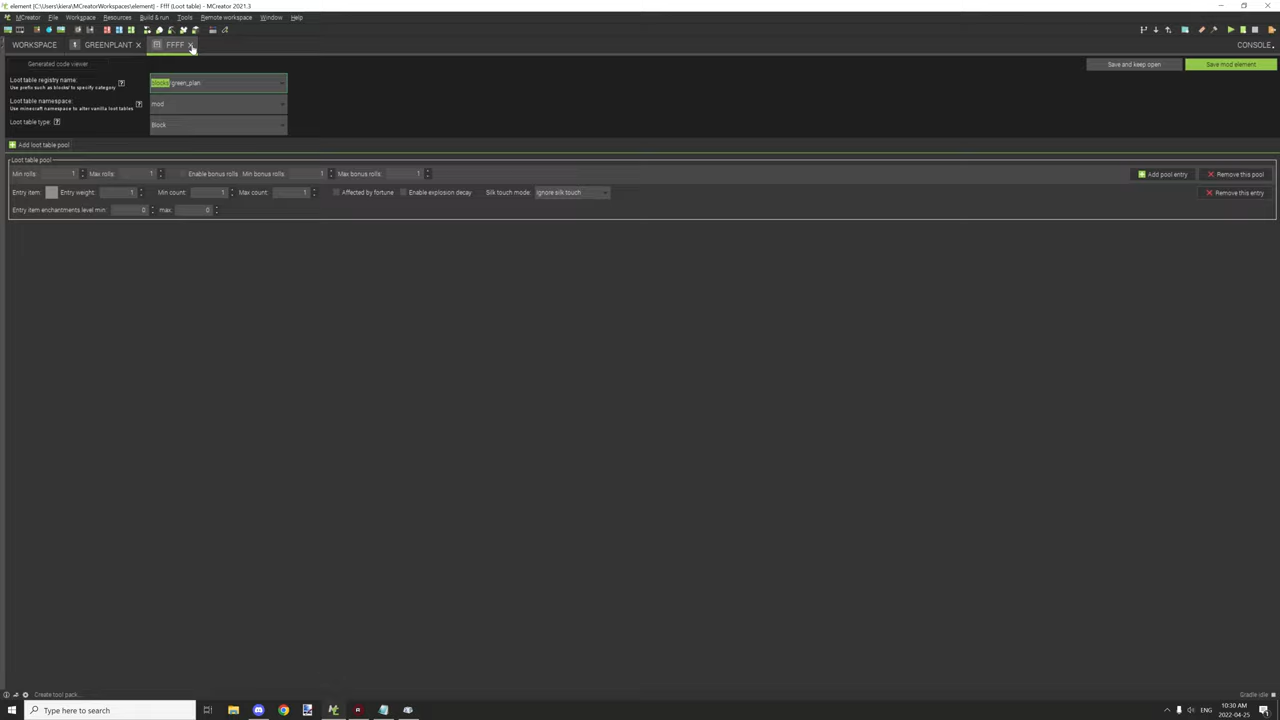 element [C:\Users\kiera\MCreatorWorkspaces\element] - Ffff (Loot table) - MCreator 2021.3
MCreator File Workspace Resources Build & run Tools Remote workspace Window Help
WORKSPACE GREENPLANT FFFF CONSOLE
Generated code viewer Save and keep open Save mod element
Loot table registry name: blocks/green_plan
Use prefix such as blocks/ to specify category
Loot table namespace: mod
Use minecraft namespace to alter vanilla loot tables
Loot table type: Block
Add loot table pool
Loot table pool
Min rolls: 1 Max rolls: 1 Enable bonus rolls Min bonus rolls: 1 Max bonus rolls: 1 Add pool entry Remove this pool
Entry item: Entry weight: 1 Min count: 1 Max count: 1 Affected by fortune Enable explosion decay Silk touch mode: Ignore silk touch Remove this entry
Entry item enchantments level min: 0 max: 0
Create tool pack... Gradle idle
Type here to search ENG 10:30 AM
2022-04-25